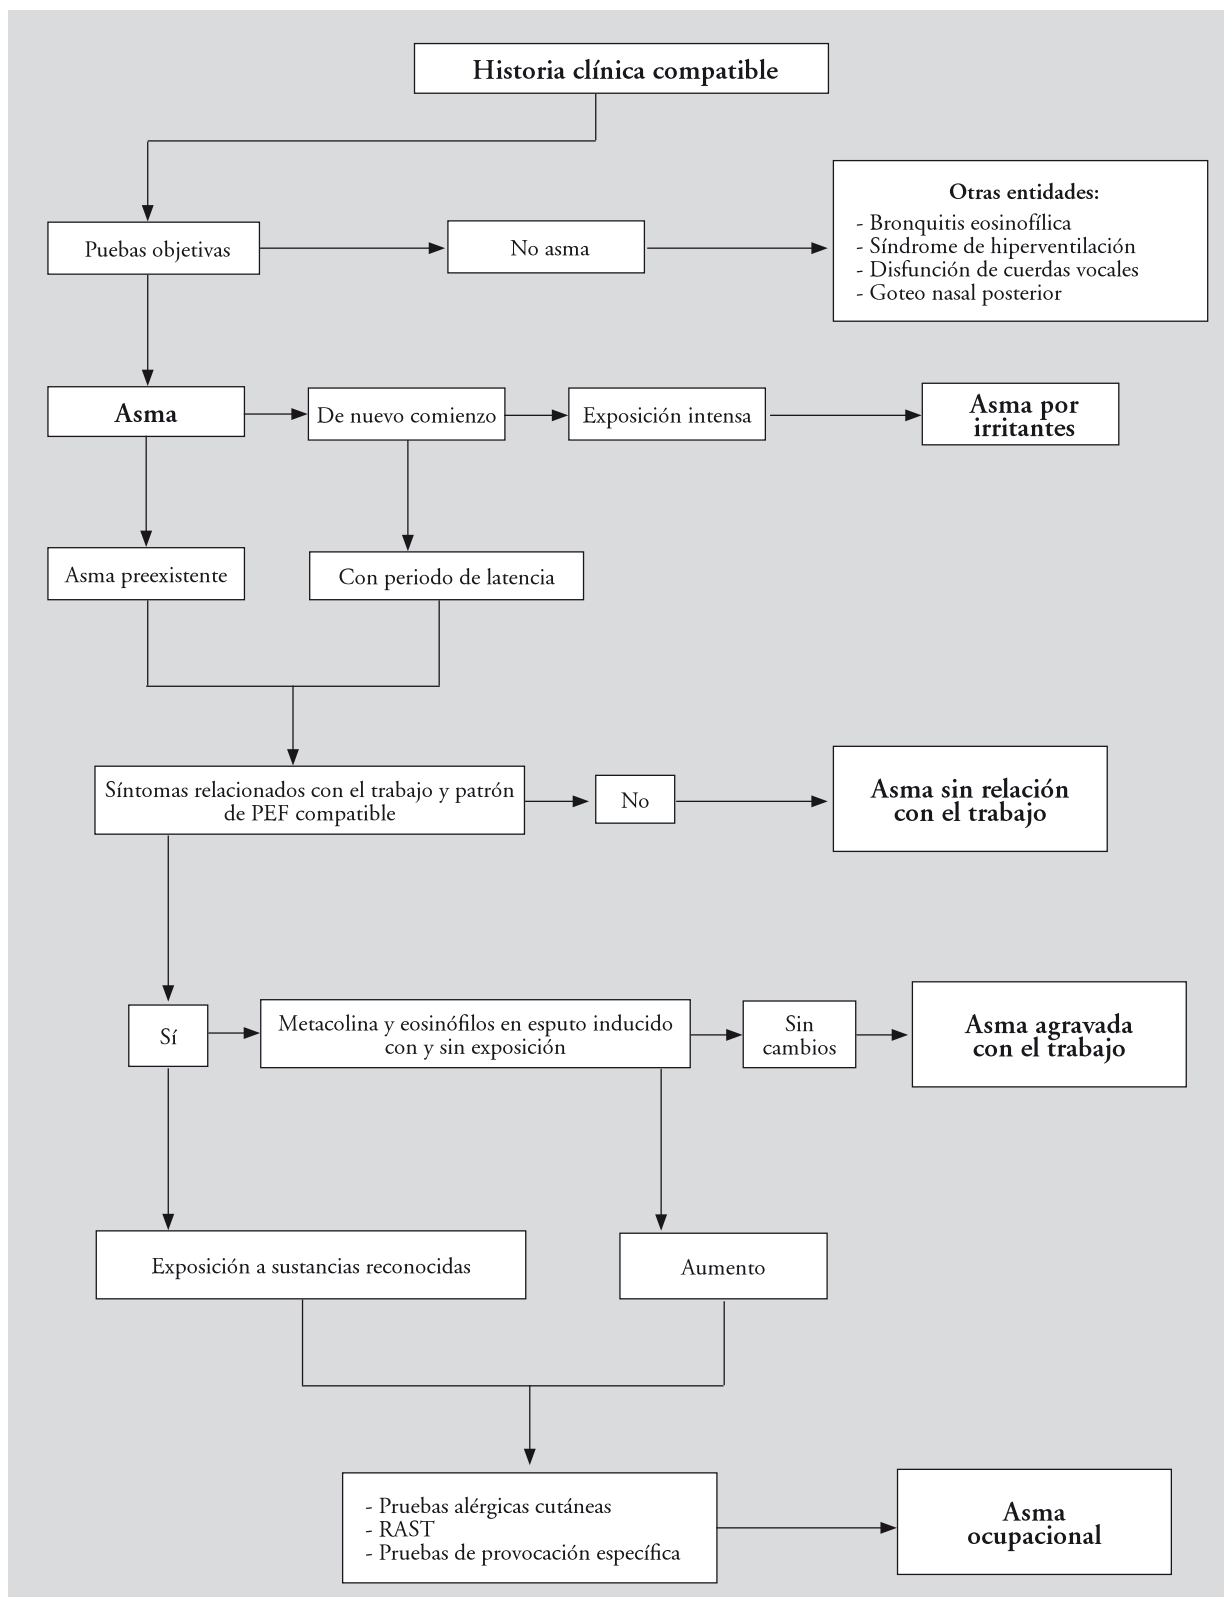 Historia clínica compatible
Otras entidades:
- Bronquitis eosinofílica
- Síndrome de hiperventilación
- Disfunción de cuerdas vocales
- Goteo nasal posterior
Puebas objetivas
No asma
Asma
De nuevo comienzo
Exposición intensa
Asma por
irritantes
Asma preexistente
Con periodo de latencia
Síntomas relacionados con el trabajo y patrón
de PEF compatible
No
Asma sin relación
con el trabajo
Sí
Metacolina y eosinófilos en esputo inducido
con y sin exposición
Sin
cambios
Asma agravada
con el trabajo
Exposición a sustancias reconocidas
Aumento
- Pruebas alérgicas cutáneas
- RAST
- Pruebas de provocación específica
Asma
ocupacional